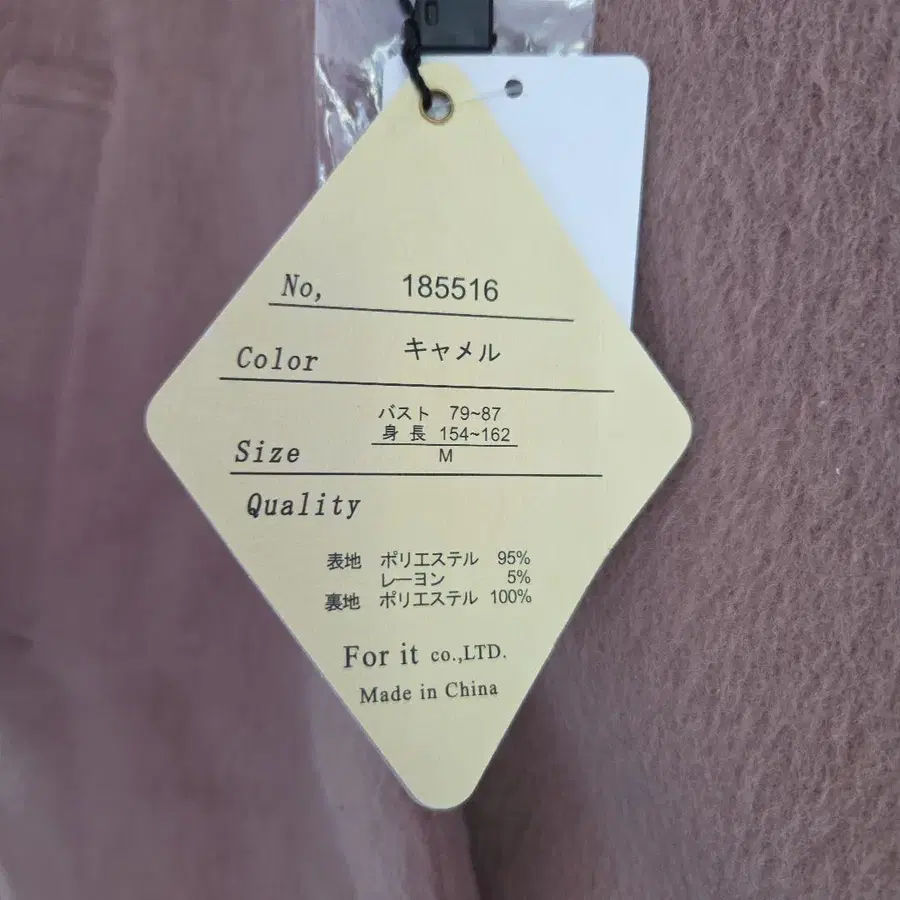 No, 185516
Color キャメル
バスト 79~87
身 長 154~162
Size M
Quality
表地 ポリエステル 95%
レーヨン 5%
裏地 ポリエステル 100%
For it co.,LTD.
Made in China